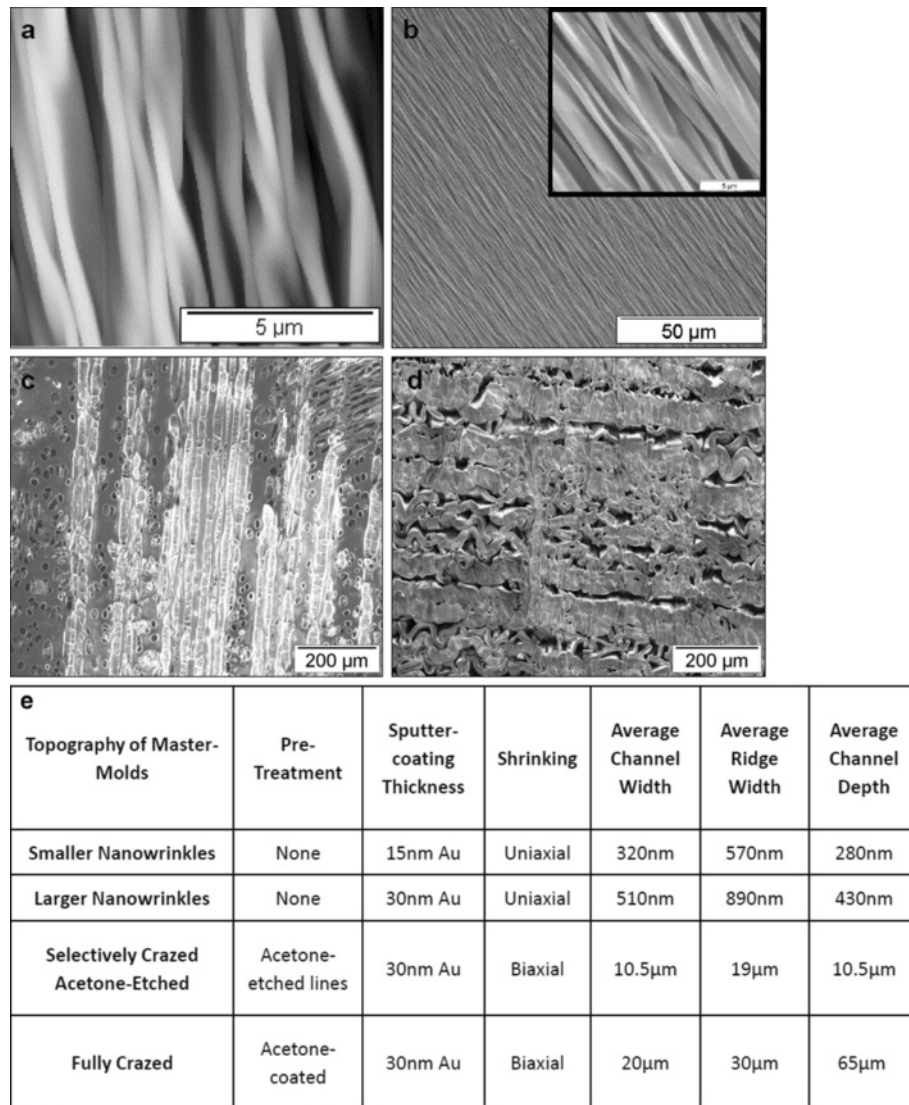 a
5 µm
b
5 µm
50 µm
c
200 µm
d
200 µm
e
Topography of Master-
Molds
Pre-
Treatment
Sputter-
coating
Thickness
Shrinking
Average
Channel
Width
Average
Ridge
Width
Average
Channel
Depth
Smaller Nanowrinkles
None
15nm Au
Uniaxial
320nm
570nm
280nm
Larger Nanowrinkles
None
30nm Au
Uniaxial
510nm
890nm
430nm
Selectively Crazed
Acetone-Etched
Acetone-
etched lines
30nm Au
Biaxial
10.5µm
19µm
10.5µm
Fully Crazed
Acetone-
coated
30nm Au
Biaxial
20µm
30µm
65µm